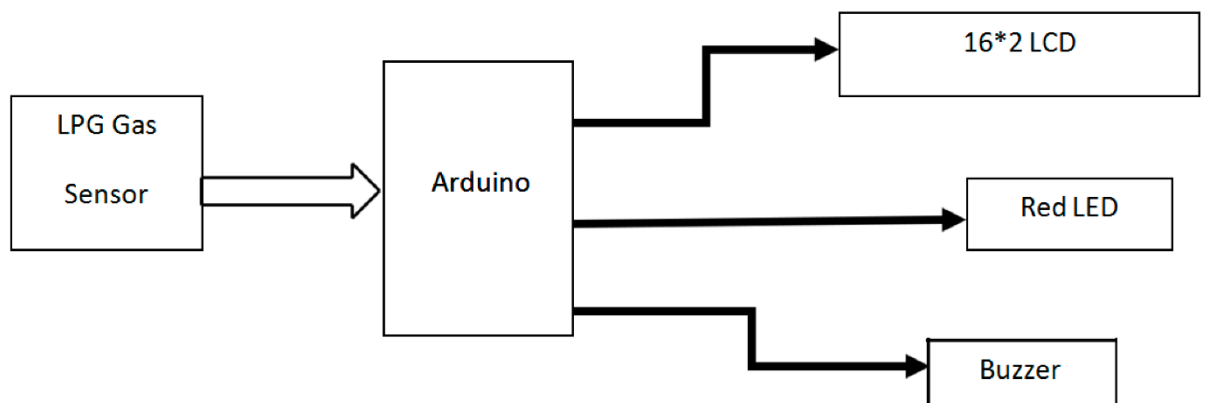 LPG Gas
Sensor
Arduino
16*2 LCD
Red LED
Buzzer